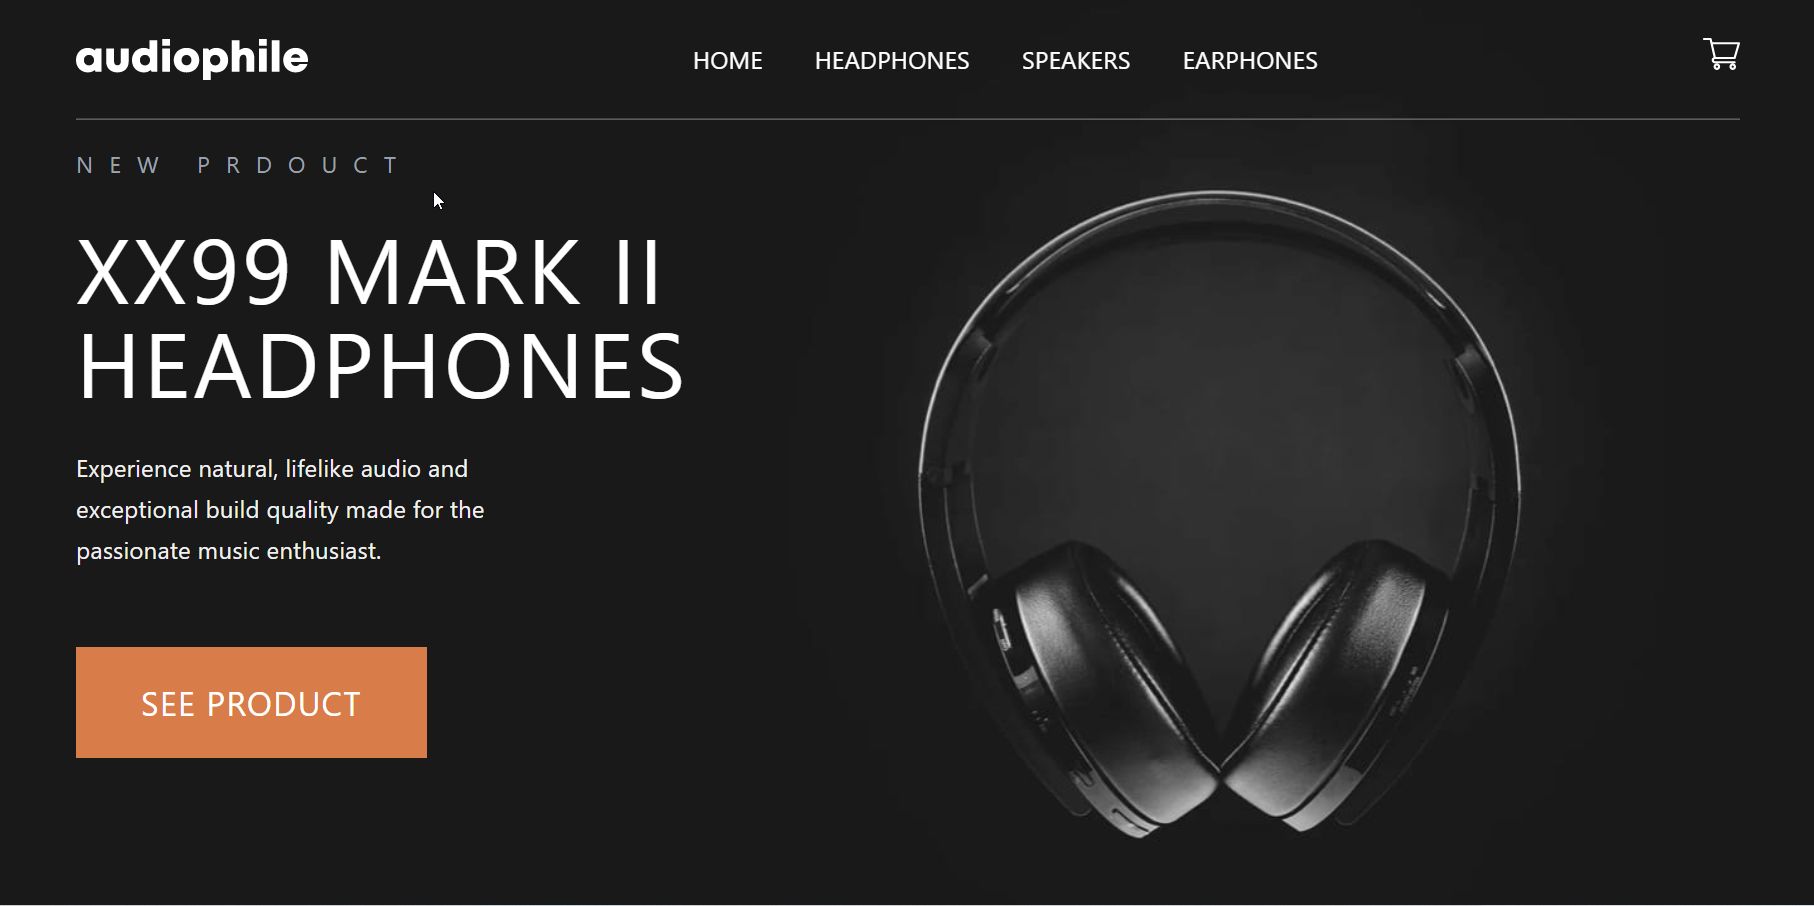 audiophile
HOME HEADPHONES SPEAKERS EARPHONES
NEW PRDOUCT
XX99 MARK II
HEADPHONES
Experience natural, lifelike audio and
exceptional build quality made for the
passionate music enthusiast.
SEE PRODUCT